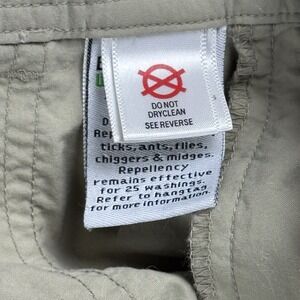 DO NOT
DRYCLEAN
SEE REVERSE
ticks, ants, flies,
chiggers & midges.
Repellency
remains effective
for 25 washings.
Refer to hangtag
for more information.